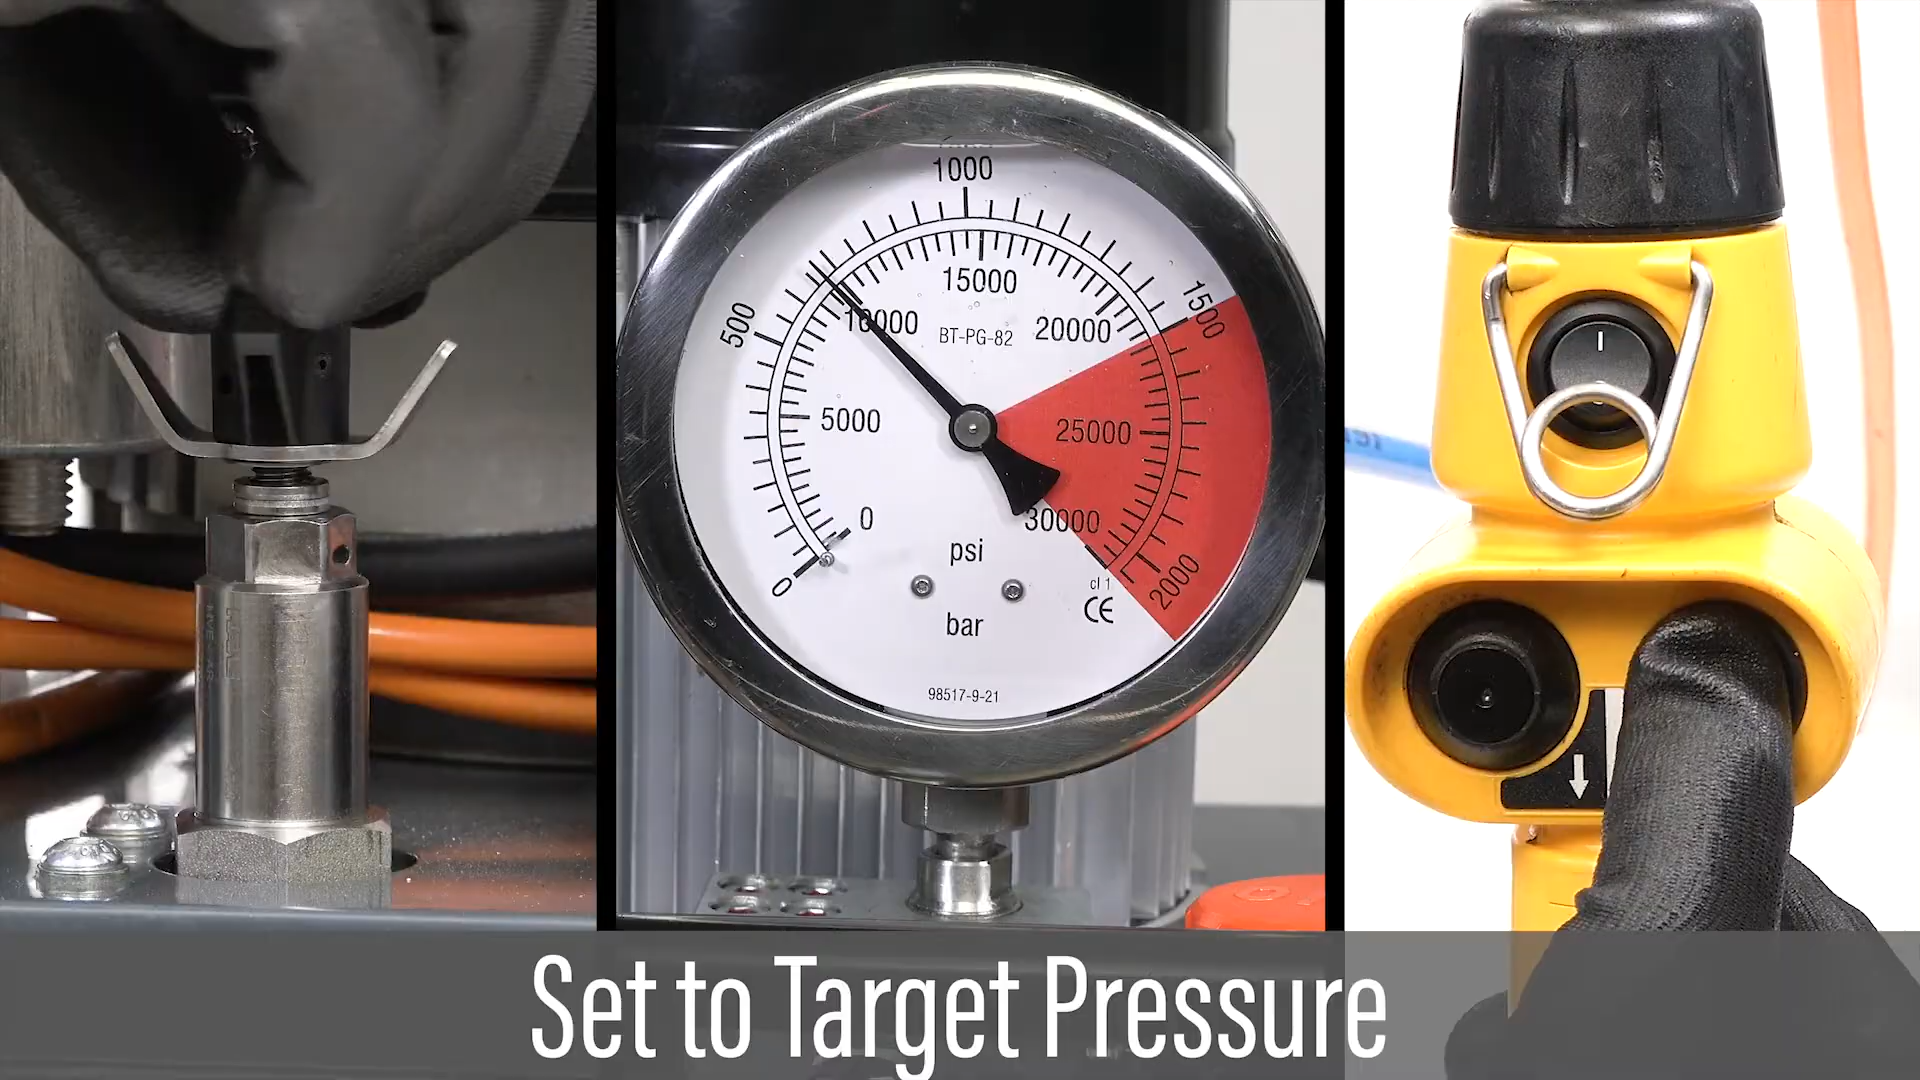 1000
15000
1500
500
10000
BT-PG-82
20000
5000
25000
0
30000
psi
0
cl 1
2000
CE
bar
98517-9-21
I
Set to Target Pressure